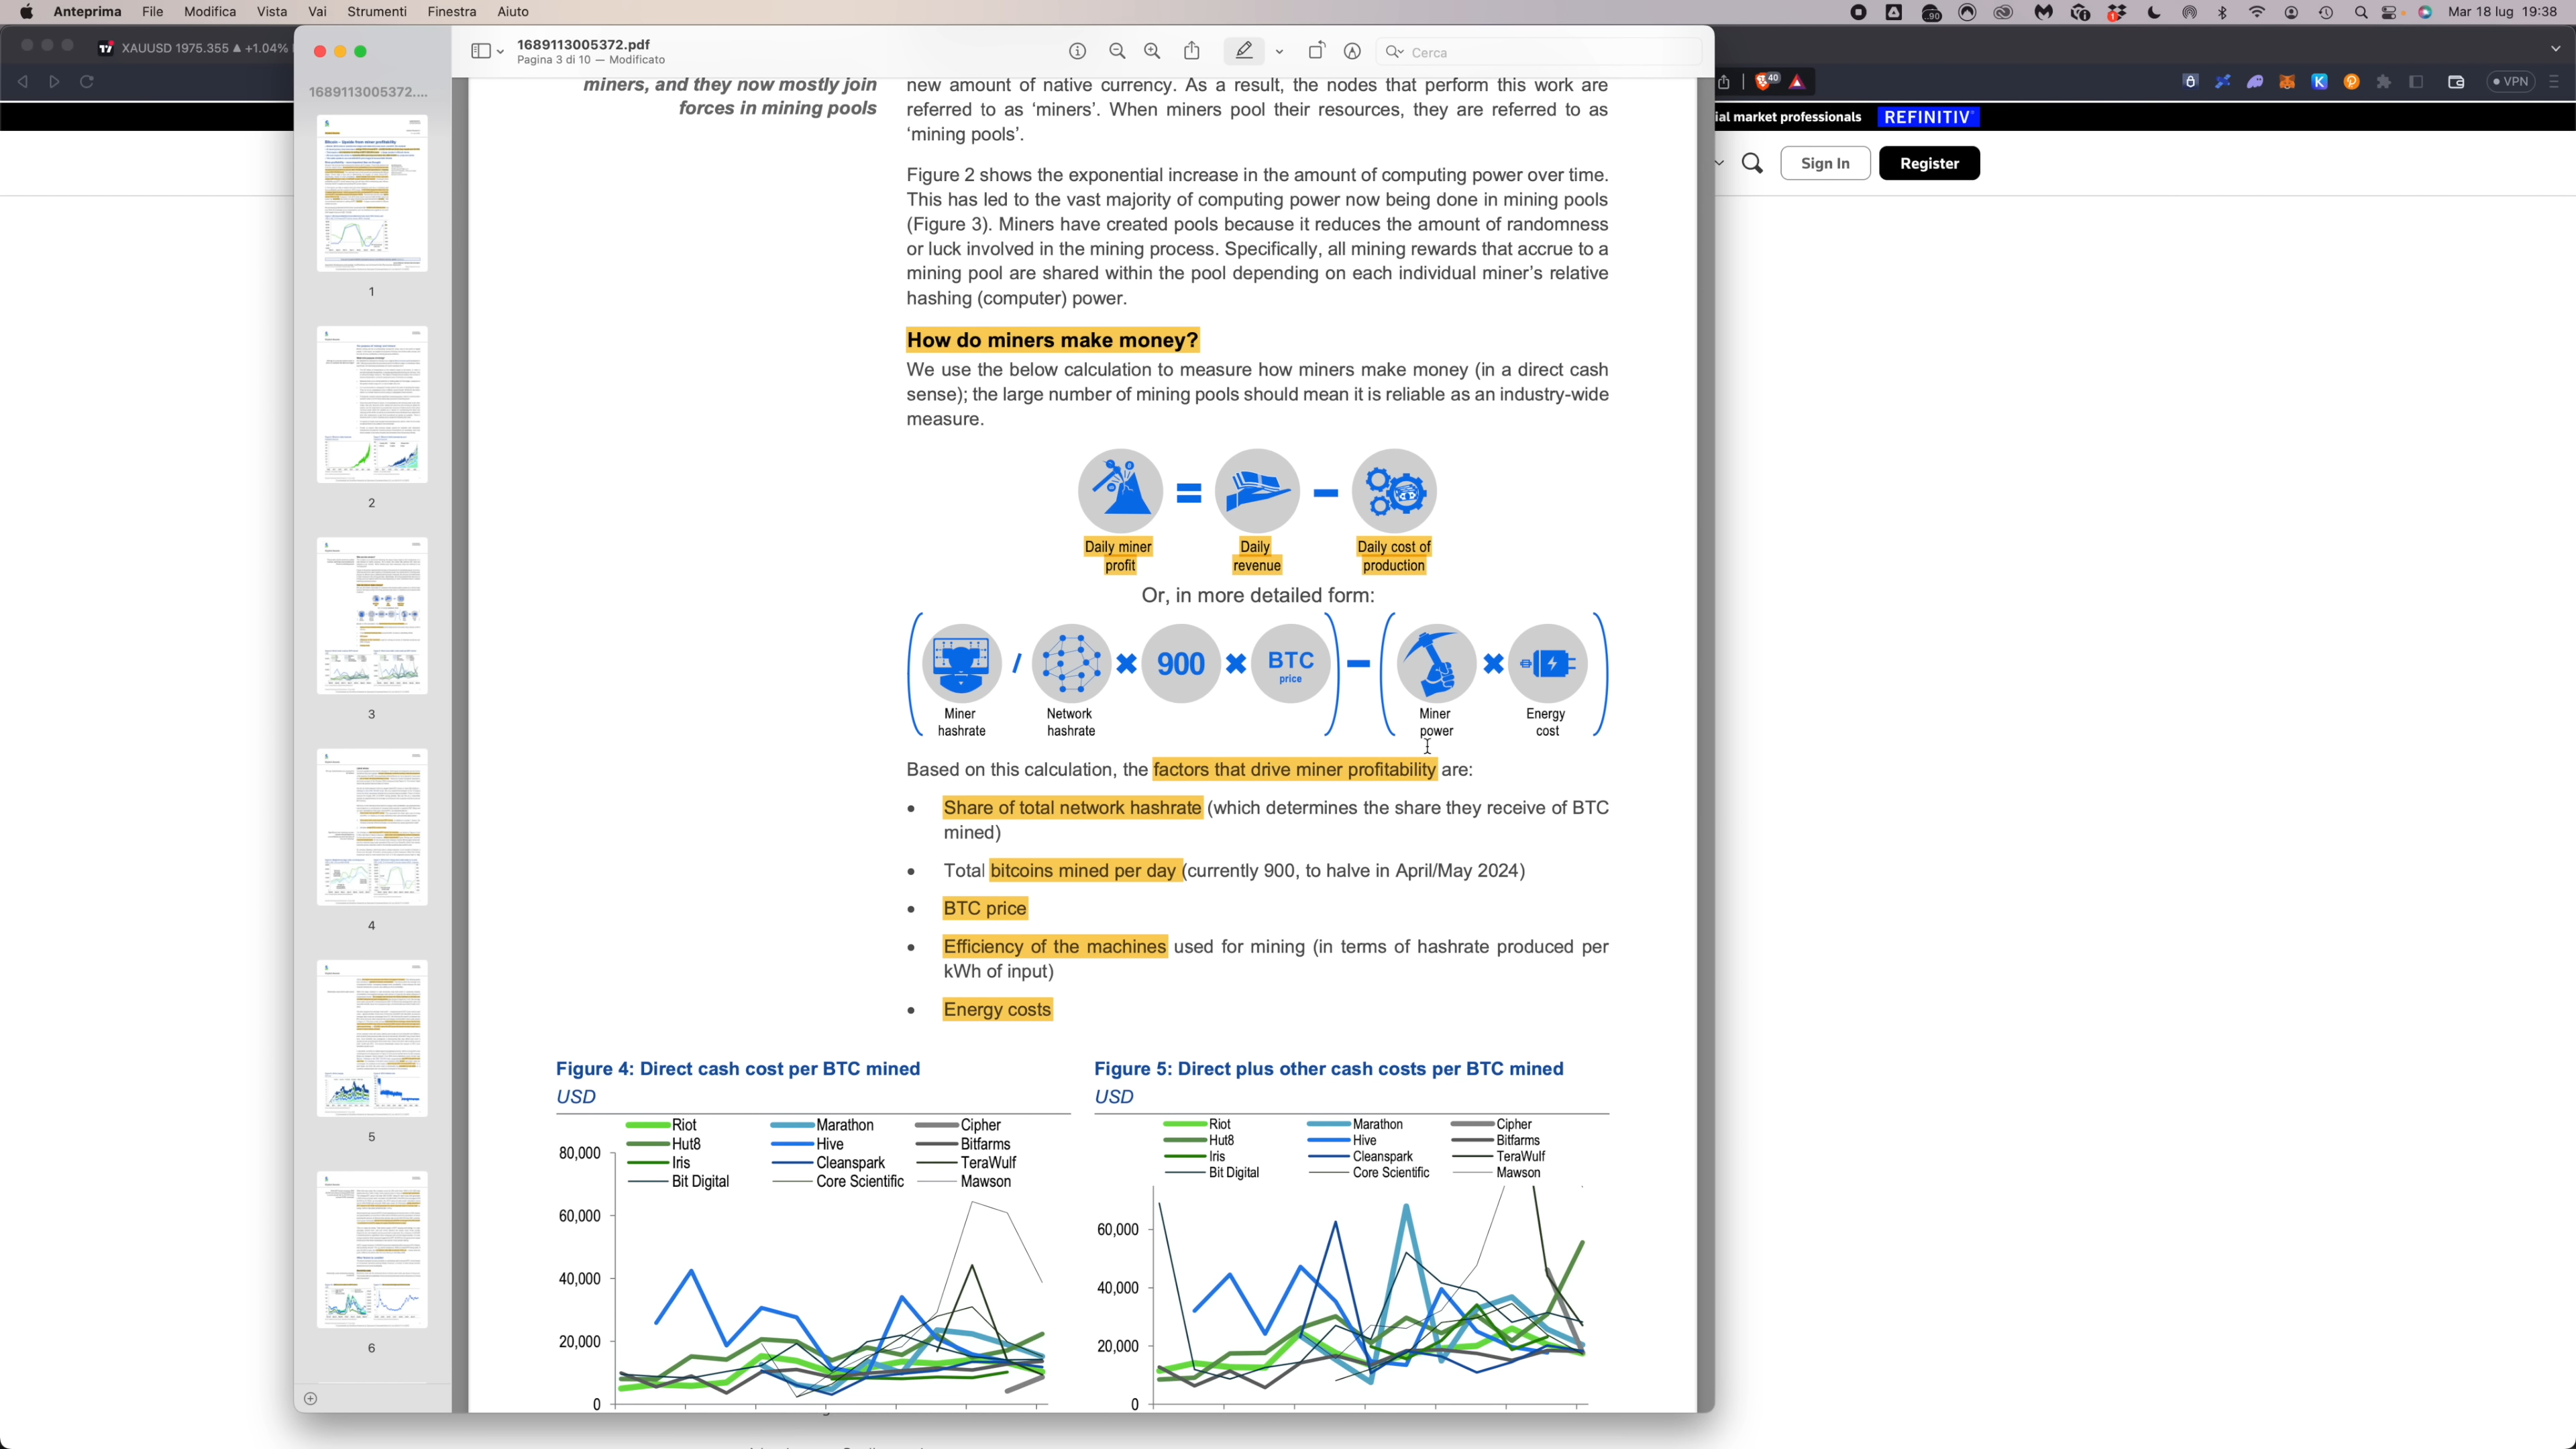 Anteprima File Modifica Vista Vai Strumenti Finestra Aiuto
Mar 18 lug 19:38
XAUUSD 1975.355 ▲ +1.04%
1689113005372.pdf
Pagina 3 di 10 — Modificato
Cerca
1689113005372....
40
VPN
ial market professionals REFINITIV
Sign In Register
1
2
3
4
5
6
miners, and they now mostly join
forces in mining pools
new amount of native currency. As a result, the nodes that perform this work are
referred to as ‘miners’. When miners pool their resources, they are referred to as
‘mining pools’.
Figure 2 shows the exponential increase in the amount of computing power over time.
This has led to the vast majority of computing power now being done in mining pools
(Figure 3). Miners have created pools because it reduces the amount of randomness
or luck involved in the mining process. Specifically, all mining rewards that accrue to a
mining pool are shared within the pool depending on each individual miner’s relative
hashing (computer) power.
How do miners make money?
We use the below calculation to measure how miners make money (in a direct cash
sense); the large number of mining pools should mean it is reliable as an industry-wide
measure.
= −
Daily miner profit
Daily revenue
Daily cost of production
Or, in more detailed form:
( / × 900 × BTC price ) − ( × )
Miner hashrate
Network hashrate
Miner power
Energy cost
Based on this calculation, the factors that drive miner profitability are:
• Share of total network hashrate (which determines the share they receive of BTC
mined)
• Total bitcoins mined per day (currently 900, to halve in April/May 2024)
• BTC price
• Efficiency of the machines used for mining (in terms of hashrate produced per
kWh of input)
• Energy costs
Figure 4: Direct cash cost per BTC mined
USD
Riot Marathon Cipher
Hut8 Hive Bitfarms
Iris Cleanspark TeraWulf
Bit Digital Core Scientific Mawson
80,000
60,000
40,000
20,000
0
Figure 5: Direct plus other cash costs per BTC mined
USD
Riot Marathon Cipher
Hut8 Hive Bitfarms
Iris Cleanspark TeraWulf
Bit Digital Core Scientific Mawson
60,000
40,000
20,000
0